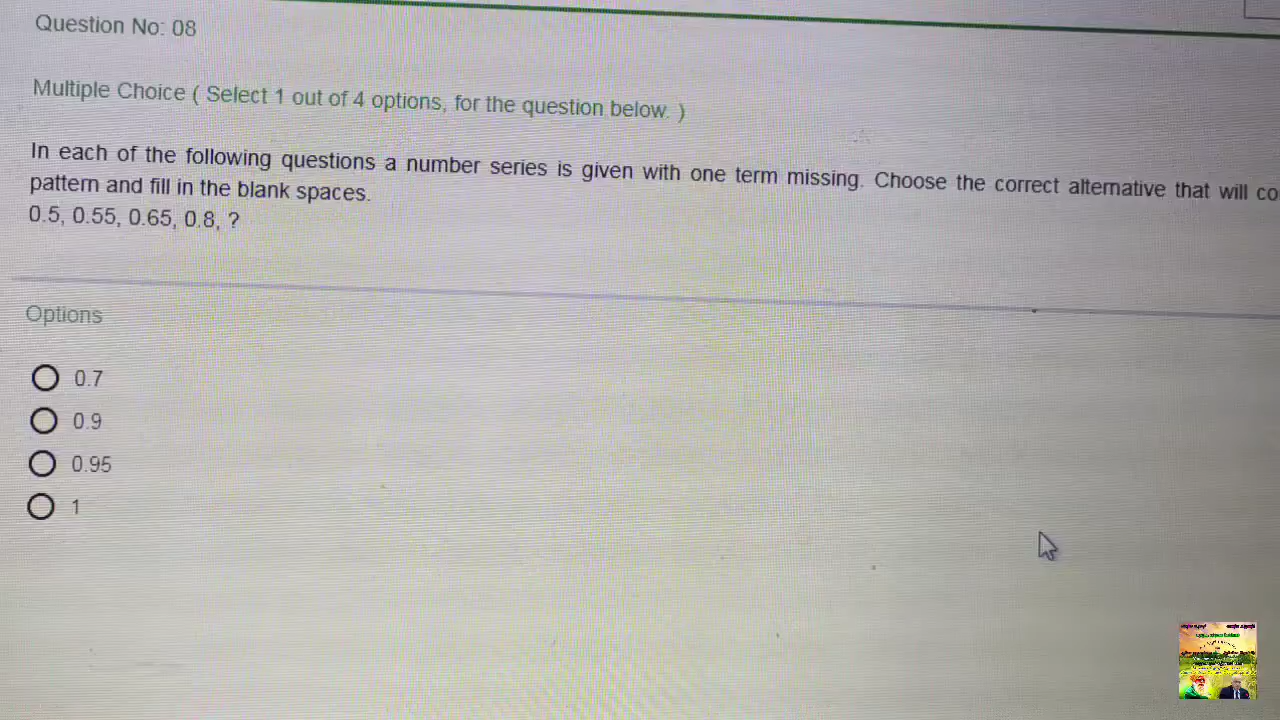 Question No: 08
Multiple Choice ( Select 1 out of 4 options, for the question below. )
In each of the following questions a number series is given with one term missing. Choose the correct alternative that will co
pattern and fill in the blank spaces.
0.5, 0.55, 0.65, 0.8, ?
Options
0.7
0.9
0.95
1